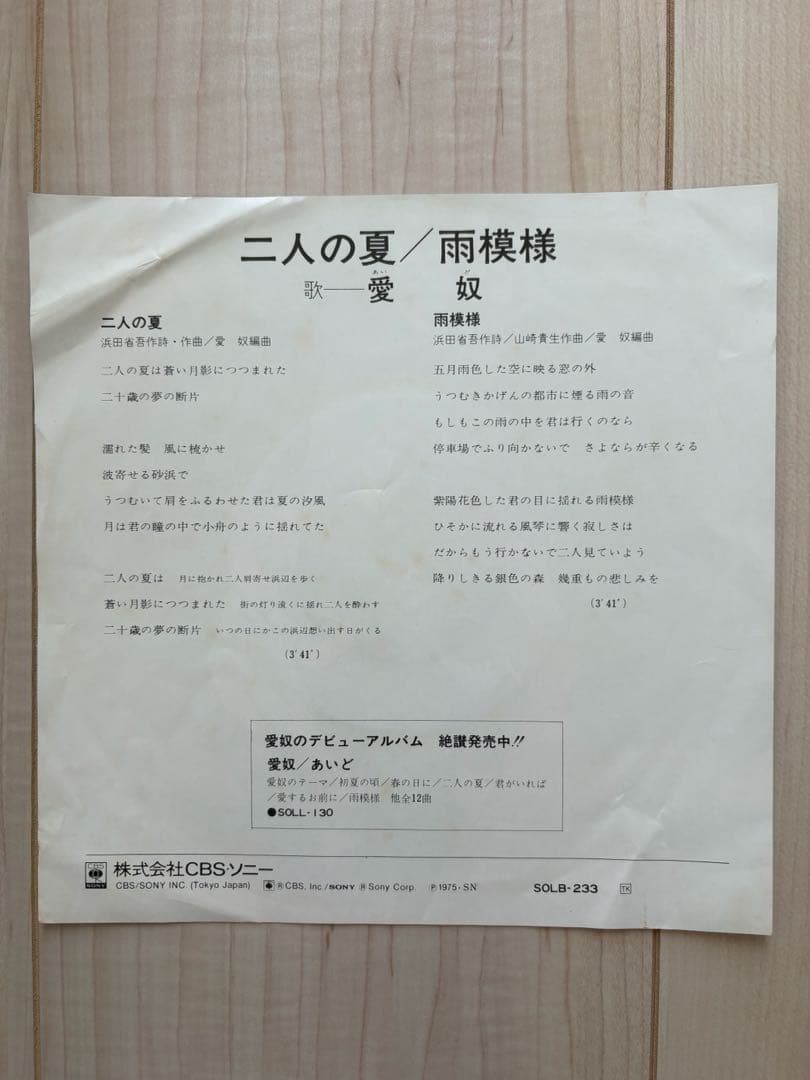 二人の夏／雨模様
歌──愛奴
あい ど
二人の夏
浜田省吾作詩・作曲／愛 奴編曲
二人の夏は蒼い月影につつまれた
二十歳の夢の断片
濡れた髪 風に梳かせ
波寄せる砂浜で
うつむいて肩をふるわせた君は夏の汐風
月は君の瞳の中で小舟のように揺れてた
二人の夏は 月に抱かれ二人肩寄せ浜辺を歩く
蒼い月影につつまれた 街の灯り遠くに揺れ二人を酔わす
二十歳の夢の断片 いつの日にかこの浜辺想い出す日がくる
(3′41″)
雨模様
浜田省吾作詩／山崎貴生作曲／愛 奴編曲
五月雨色した空に映る窓の外
うつむきかげんの都市に煙る雨の音
もしもこの雨の中を君は行くのなら
停車場でふり向かないで さよならが辛くなる
紫陽花色した君の目に揺れる雨模様
ひそかに流れる風琴に響く寂しさは
だからもう行かないで二人見ていよう
降りしきる銀色の森 幾重もの悲しみを
(3′41″)
愛奴のデビューアルバム 絶讃発売中!!
愛奴／あいど
愛奴のテーマ／初夏の頃／春の日に／二人の夏／君がいれば
／愛するお前に／雨模様 他全12曲
●SOLL-130
CBS
SONY
株式会社CBS・ソニー
CBS/SONY INC. (Tokyo Japan) ®CBS, Inc./SONY ®Sony Corp. ℗1975・SN
SOLB-233 TK